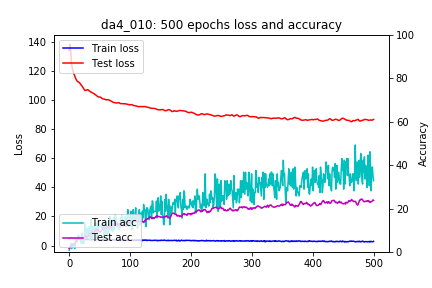 da4_010: 500 epochs loss and accuracy
140
120
100
80
60
40
20
0
Loss
Train loss
Test loss
Train acc
Test acc
0
100
200
300
400
500
100
80
60
40
20
0
Accuracy